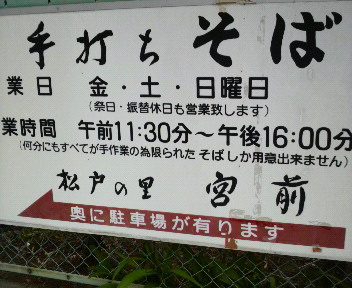 手打ちそば
業日 金・土・日曜日
(祭日・振替休日も営業致します)
業時間 午前11:30分～午後16:00分
(何分にもすべてが手作業の為限られた そばしか用意出来ません)
松戸の里 宮前
奥に駐車場が有ります